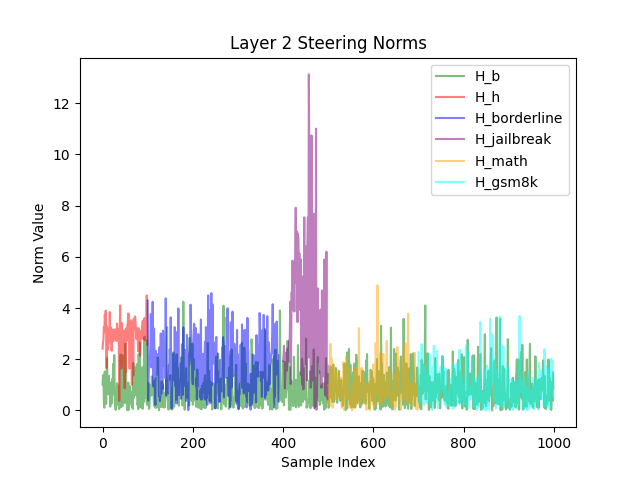 Layer 2 Steering Norms
H_b
H_h
H_borderline
H_jailbreak
H_math
H_gsm8k
Norm Value
12
10
8
6
4
2
0
0 200 400 600 800 1000
Sample Index